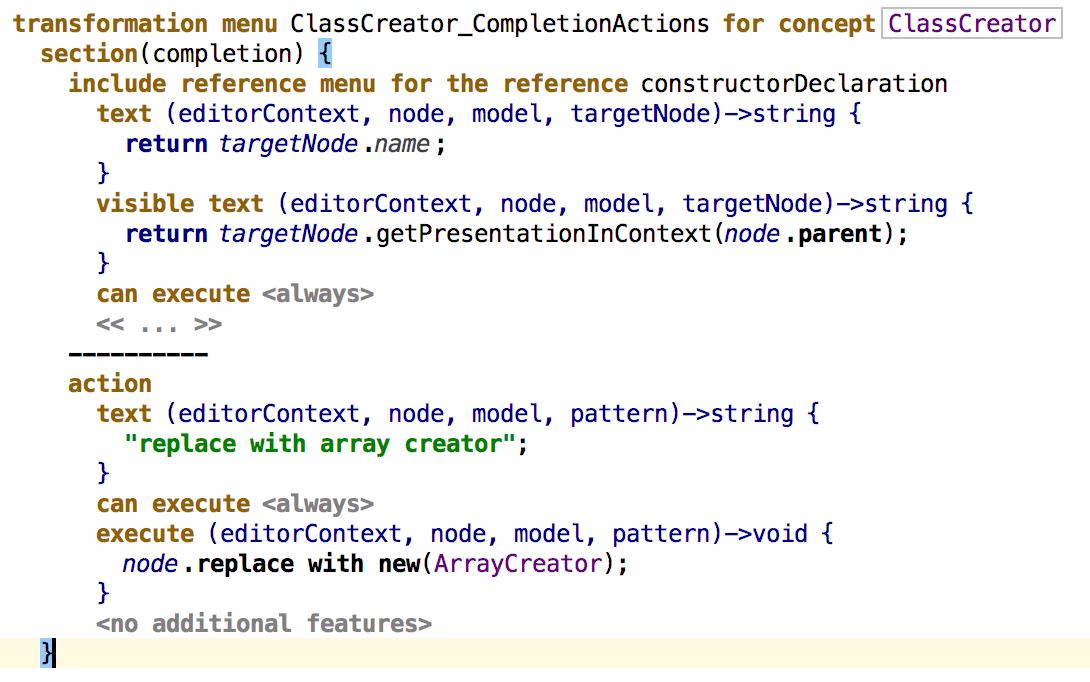 transformation menu ClassCreator_CompletionActions for concept ClassCreator
section(completion) {
include reference menu for the reference constructorDeclaration
text (editorContext, node, model, targetNode)->string {
return targetNode.name;
}
visible text (editorContext, node, model, targetNode)->string {
return targetNode.getPresentationInContext(node.parent);
}
can execute <always>
<< ... >>
----------
action
text (editorContext, node, model, pattern)->string {
"replace with array creator";
}
can execute <always>
execute (editorContext, node, model, pattern)->void {
node.replace with new(ArrayCreator);
}
<no additional features>
}